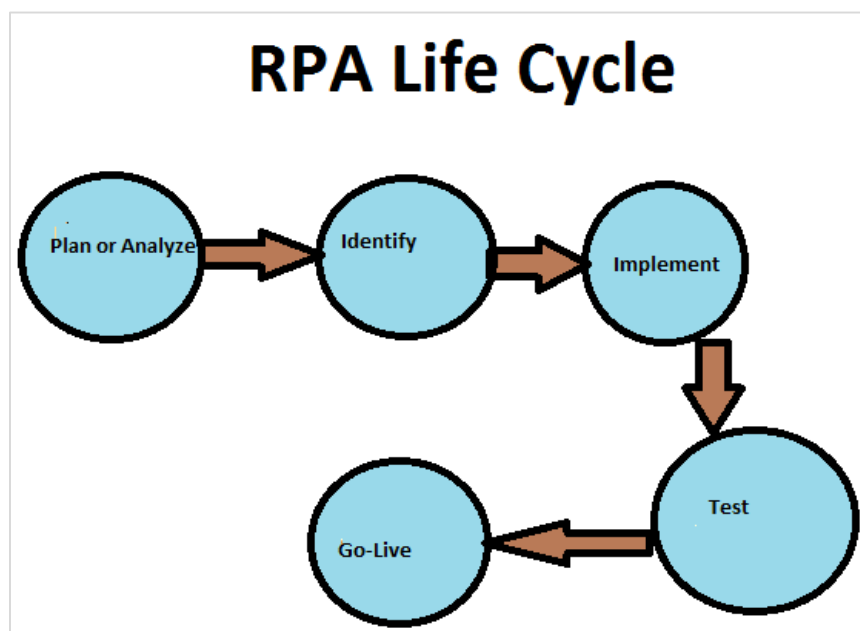 RPA Life Cycle
Plan or Analyze
Identify
Implement
Test
Go-Live